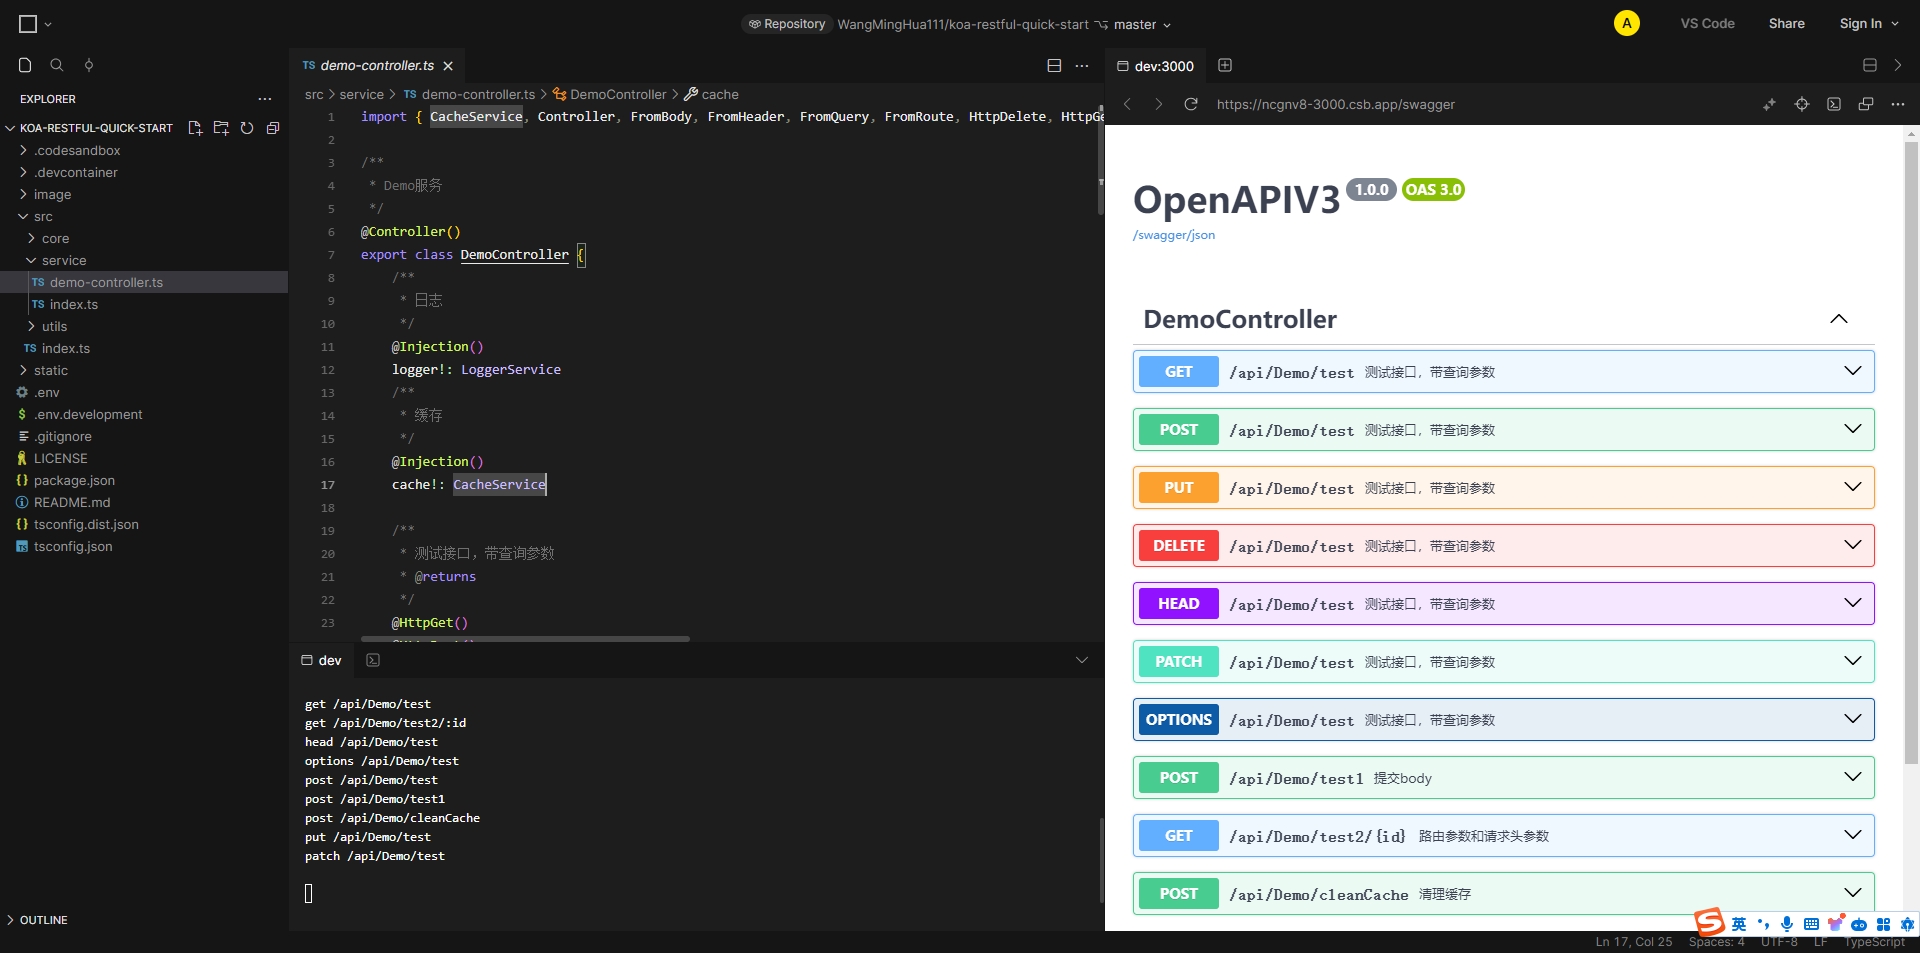 Repository WangMingHua111/koa-restful-quick-start master
A VS Code Share Sign In
EXPLORER
KOA-RESTFUL-QUICK-START
.codesandbox
.devcontainer
image
src
core
service
TS demo-controller.ts
TS index.ts
utils
TS index.ts
static
.env
$ .env.development
.gitignore
LICENSE
{} package.json
README.md
{} tsconfig.dist.json
TS tsconfig.json
OUTLINE
TS demo-controller.ts
src > service > TS demo-controller.ts > DemoController > cache
1 import { CacheService, Controller, FromBody, FromHeader, FromQuery, FromRoute, HttpDelete, HttpGe
2
3 /**
4 * Demo服务
5 */
6 @Controller()
7 export class DemoController {
8 /**
9 * 日志
10 */
11 @Injection()
12 logger!: LoggerService
13 /**
14 * 缓存
15 */
16 @Injection()
17 cache!: CacheService
18
19 /**
20 * 测试接口，带查询参数
21 * @returns
22 */
23 @HttpGet()
dev
get /api/Demo/test
get /api/Demo/test2/:id
head /api/Demo/test
options /api/Demo/test
post /api/Demo/test
post /api/Demo/test1
post /api/Demo/cleanCache
put /api/Demo/test
patch /api/Demo/test
dev:3000
https://ncgnv8-3000.csb.app/swagger
OpenAPIV3 1.0.0 OAS 3.0
/swagger/json
DemoController
GET /api/Demo/test 测试接口，带查询参数
POST /api/Demo/test 测试接口，带查询参数
PUT /api/Demo/test 测试接口，带查询参数
DELETE /api/Demo/test 测试接口，带查询参数
HEAD /api/Demo/test 测试接口，带查询参数
PATCH /api/Demo/test 测试接口，带查询参数
OPTIONS /api/Demo/test 测试接口，带查询参数
POST /api/Demo/test1 提交body
GET /api/Demo/test2/{id} 路由参数和请求头参数
POST /api/Demo/cleanCache 清理缓存
S 英
Ln 17, Col 25 Spaces: 4 UTF-8 LF TypeScript